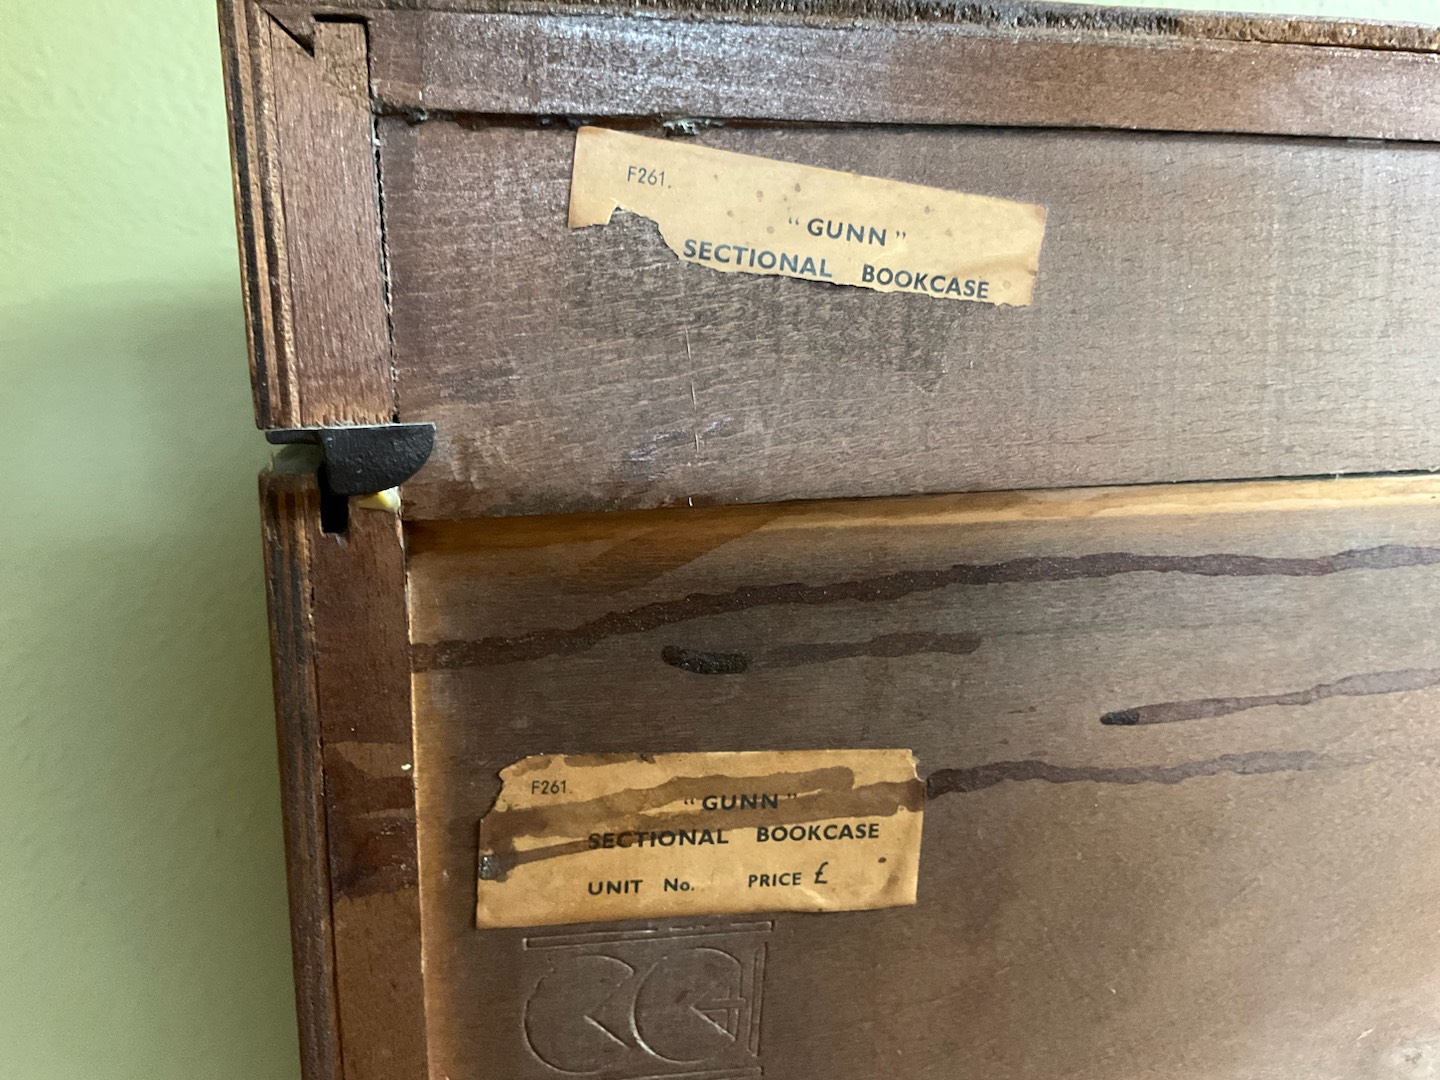 F261.
“GUNN”
SECTIONAL BOOKCASE
F261.
“GUNN”
SECTIONAL BOOKCASE
UNIT No. PRICE £